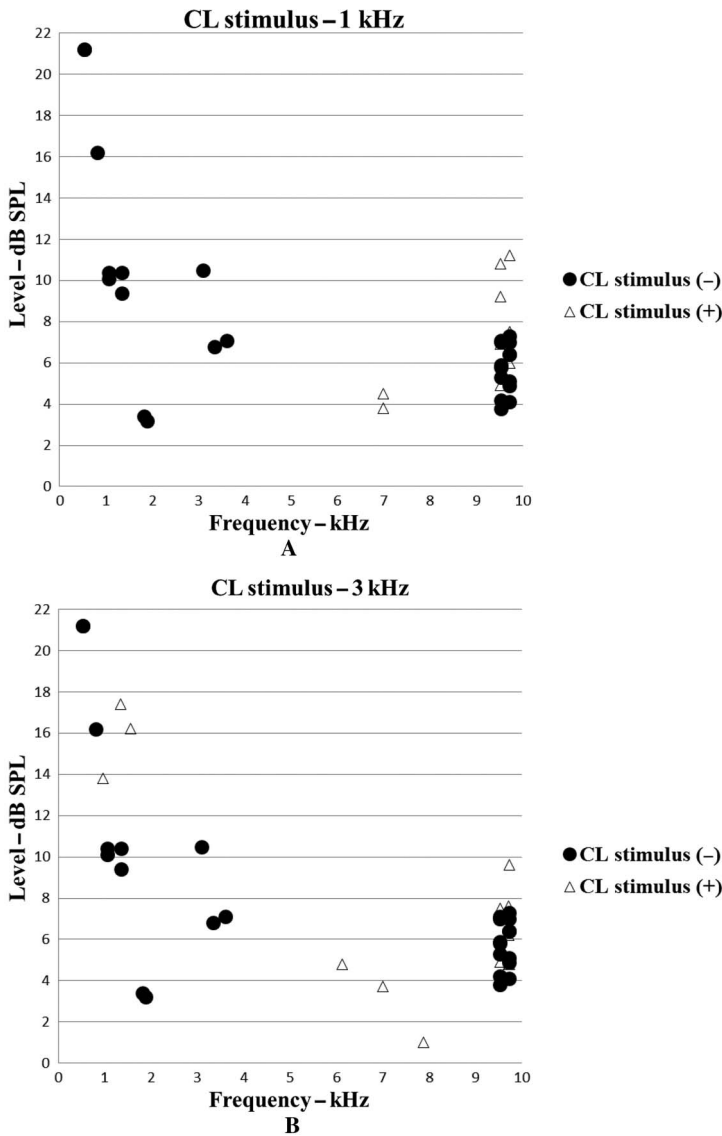 CL stimulus – 1 kHz
22
20
18
16
14
12
10
8
6
4
2
0
Level – dB SPL
0 1 2 3 4 5 6 7 8 9 10
Frequency – kHz
CL stimulus (–)
CL stimulus (+)
A
CL stimulus – 3 kHz
22
20
18
16
14
12
10
8
6
4
2
0
Level – dB SPL
0 1 2 3 4 5 6 7 8 9 10
Frequency – kHz
CL stimulus (–)
CL stimulus (+)
B